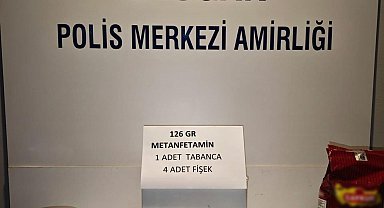 POLİS MERKEZİ AMİRLİĞİ
126 GR
METANFETAMİN
1 ADET TABANCA
4 ADET FİŞEK